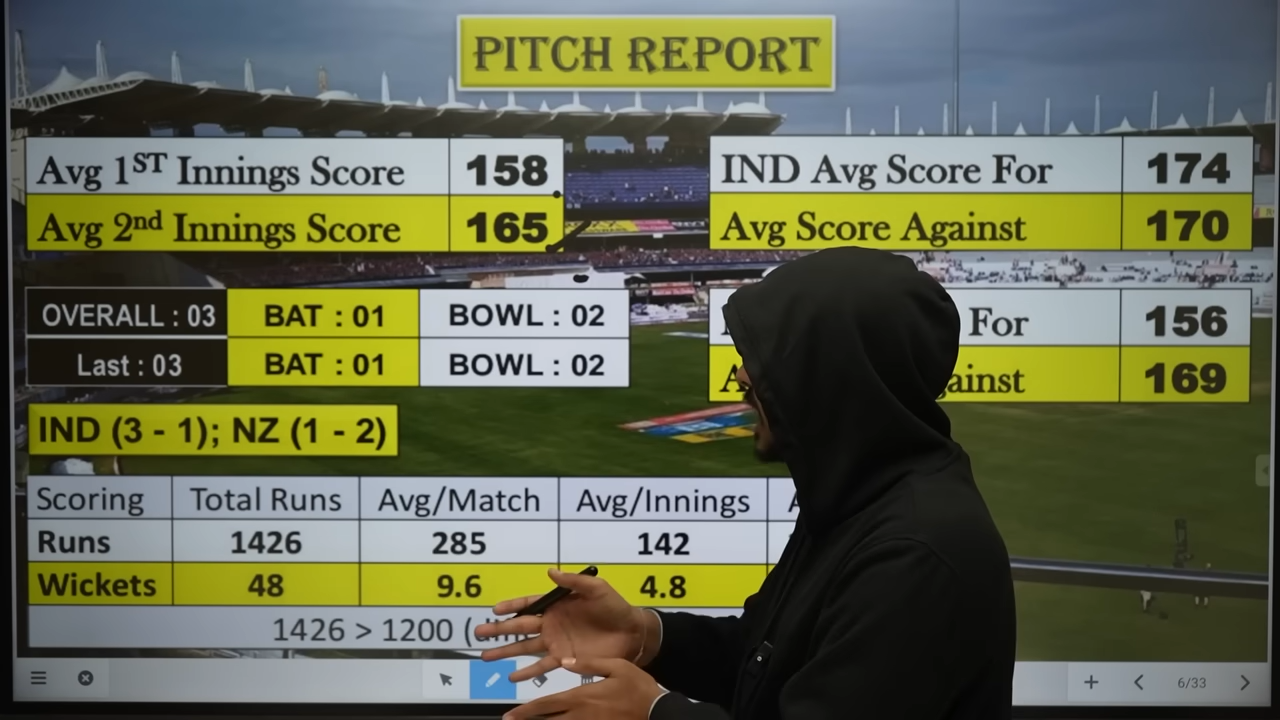 PITCH REPORT
Avg 1ST Innings Score 158
Avg 2nd Innings Score 165
IND Avg Score For 174
Avg Score Against 170
OVERALL : 03 BAT : 01 BOWL : 02
Last : 03 BAT : 01 BOWL : 02
For 156
169
IND (3 - 1); NZ (1 - 2)
Scoring Total Runs Avg/Match Avg/Innings
Runs 1426 285 142
Wickets 48 9.6 4.8
1426 > 1200
6/33